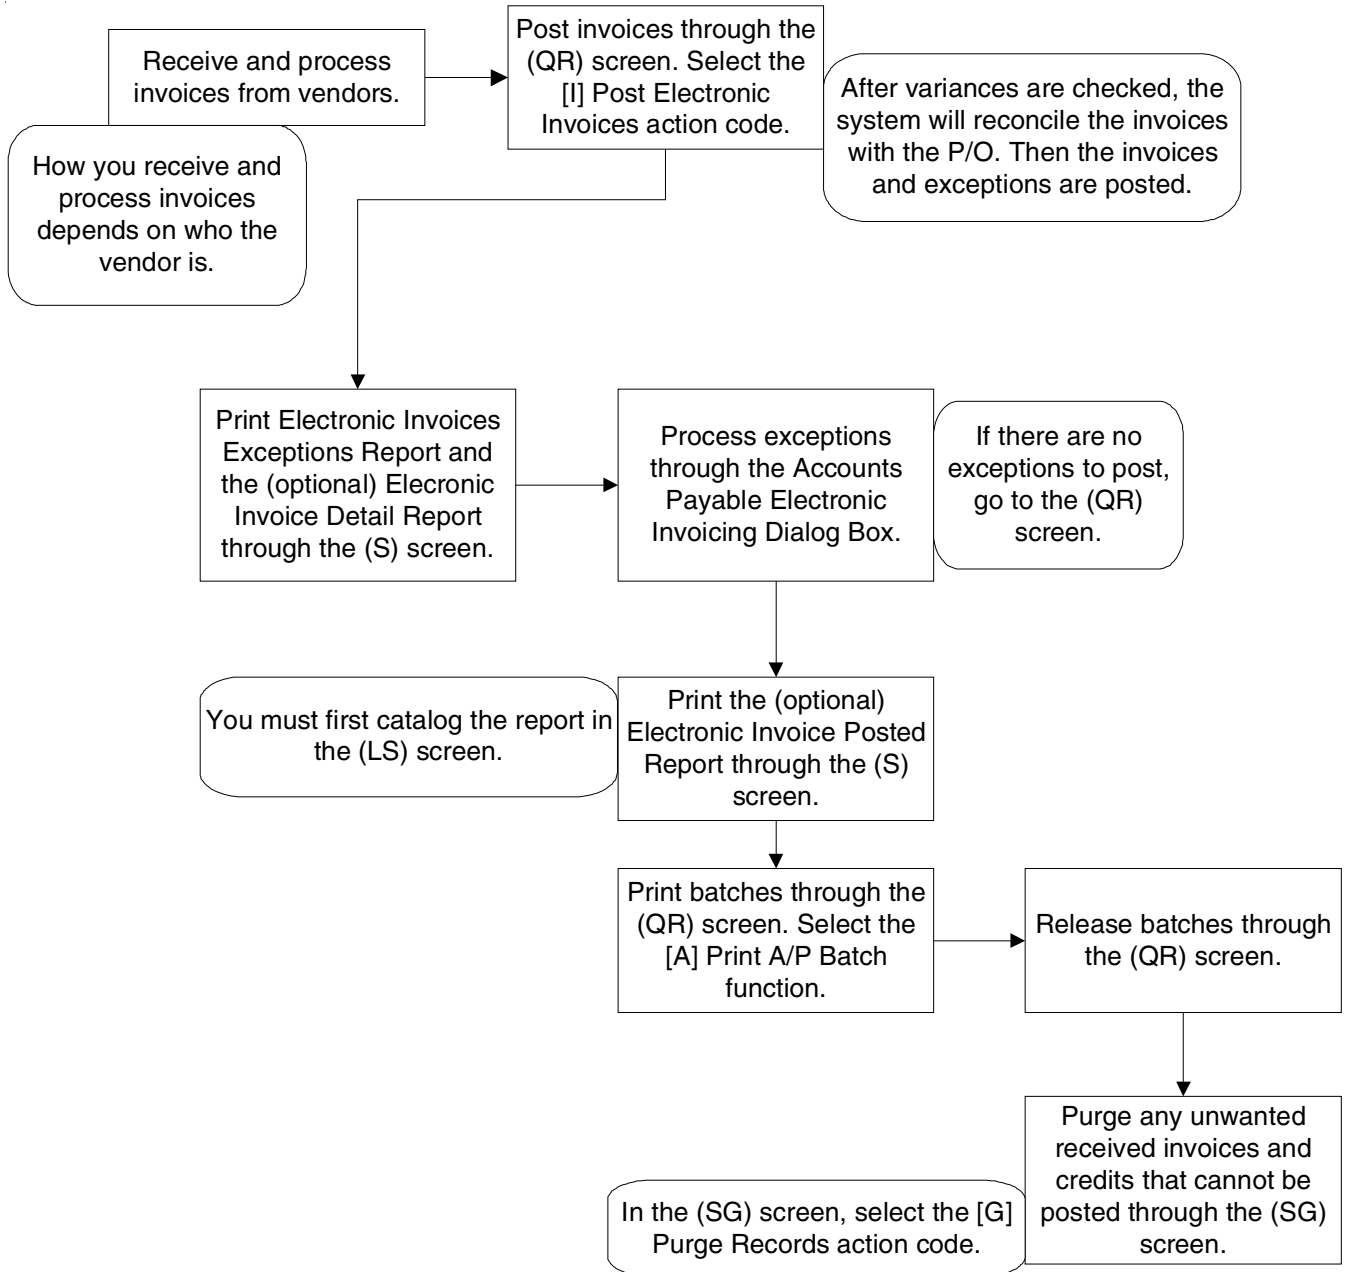 Receive and process
invoices from vendors.
How you receive and
process invoices
depends on who the
vendor is.
Post invoices through the
(QR) screen. Select the
[I] Post Electronic
Invoices action code.
After variances are checked, the
system will reconcile the invoices
with the P/O. Then the invoices
and exceptions are posted.
Print Electronic Invoices
Exceptions Report and
the (optional) Elecronic
Invoice Detail Report
through the (S) screen.
Process exceptions
through the Accounts
Payable Electronic
Invoicing Dialog Box.
If there are no
exceptions to post,
go to the (QR)
screen.
You must first catalog the report in
the (LS) screen.
Print the (optional)
Electronic Invoice Posted
Report through the (S)
screen.
Print batches through the
(QR) screen. Select the
[A] Print A/P Batch
function.
Release batches through
the (QR) screen.
In the (SG) screen, select the [G]
Purge Records action code.
Purge any unwanted
received invoices and
credits that cannot be
posted through the (SG)
screen.